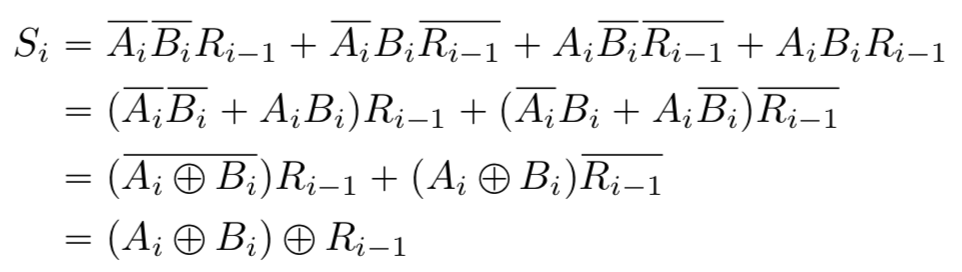 $S_i = \overline{A_i}\,\overline{B_i}R_{i-1} + \overline{A_i}B_i\overline{R_{i-1}} + A_i\overline{B_i}\,\overline{R_{i-1}} + A_iB_iR_{i-1}$
$= (\overline{A_i}\,\overline{B_i} + A_iB_i)R_{i-1} + (\overline{A_i}B_i + A_i\overline{B_i})\overline{R_{i-1}}$
$= (\overline{A_i \oplus B_i})R_{i-1} + (A_i \oplus B_i)\overline{R_{i-1}}$
$= (A_i \oplus B_i) \oplus R_{i-1}$